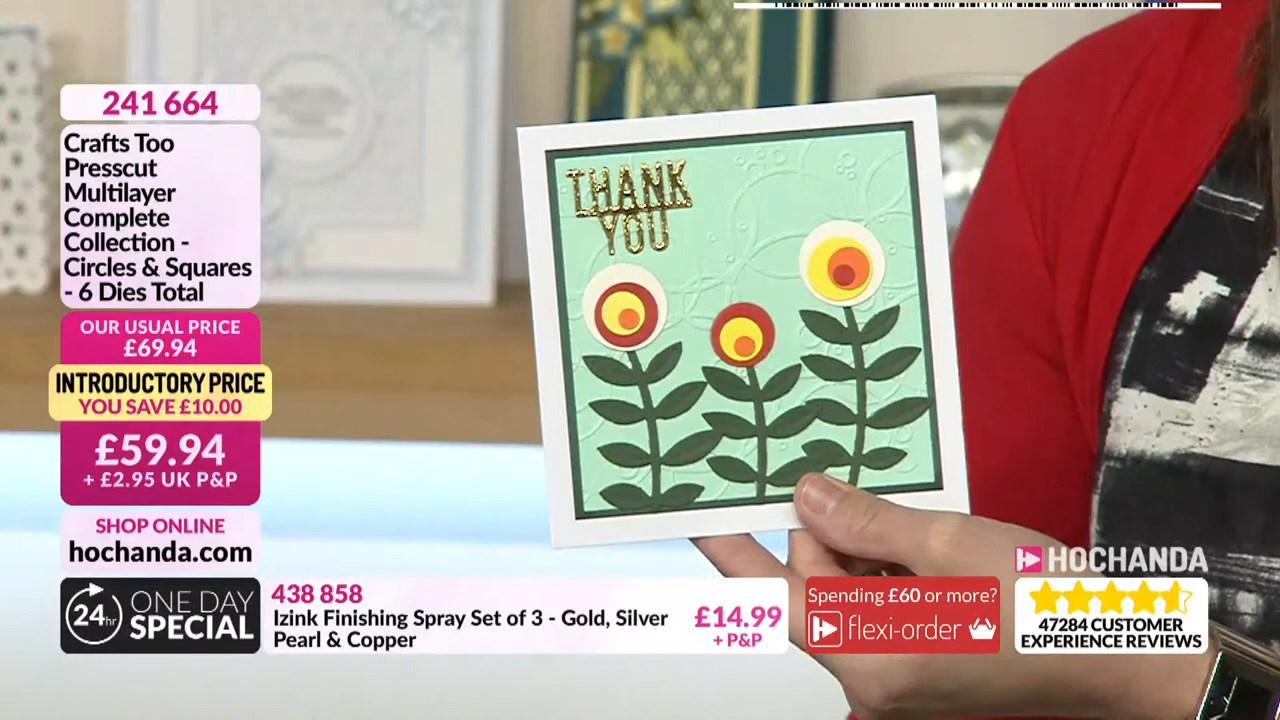 241 664
Crafts Too
Presscut
Multilayer
Complete
Collection -
Circles & Squares
- 6 Dies Total
OUR USUAL PRICE
£69.94
INTRODUCTORY PRICE
YOU SAVE £10.00
£59.94
+ £2.95 UK P&P
SHOP ONLINE
hochanda.com
THANK
YOU
24hr ONE DAY
SPECIAL
438 858
Izink Finishing Spray Set of 3 - Gold, Silver
Pearl & Copper
£14.99
+ P&P
Spending £60 or more?
flexi-order
HOCHANDA
47284 CUSTOMER
EXPERIENCE REVIEWS